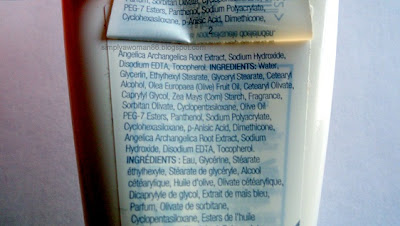 PEG-7 Esters, Panthenol, Sodium Polyacrylate,
Cyclohexasiloxane, p-Anisic Acid, Dimethicone,
2
simplyawoman86.blogspot.com
Angelica Archangelica Root Extract, Sodium Hydroxide,
Disodium EDTA, Tocopherol. INGREDIENTS: Water,
Glycerin, Ethylhexyl Stearate, Glyceryl Stearate, Cetearyl
Alcohol, Olea Europaea (Olive) Fruit Oil, Cetearyl Olivate,
Caprylyl Glycol, Zea Mays (Corn) Starch, Fragrance,
Sorbitan Olivate, Cyclopentasiloxane, Olive Oil
PEG-7 Esters, Panthenol, Sodium Polyacrylate,
Cyclohexasiloxane, p-Anisic Acid, Dimethicone,
Angelica Archangelica Root Extract, Sodium
Hydroxide, Disodium EDTA, Tocopherol.
INGRÉDIENTS : Eau, Glycérine, Stéarate
éthylhexyle, Stéarate de glycéryle, Alcool
cétéarylique, Huile d'olive, Olivate cétéarylique,
Dicaprylyle de glycol, Extrait de maïs bleu,
Parfum, Olivate de sorbitane,
Cyclopentasiloxane, Esters de l'huile